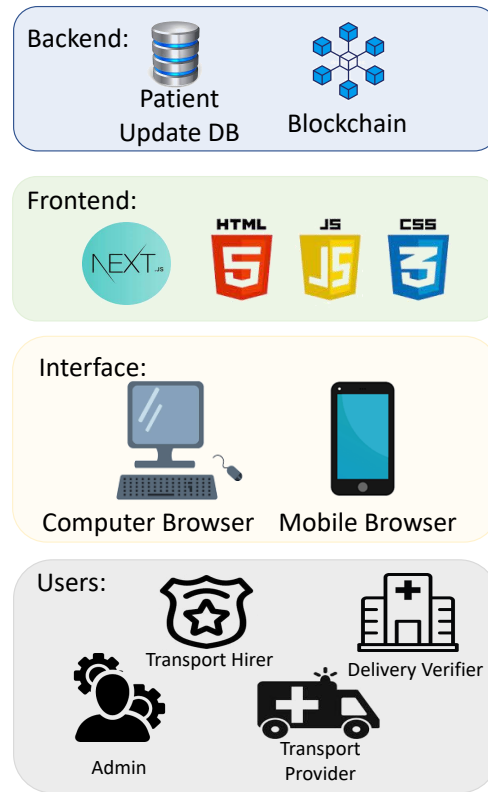 Backend:
Patient
Update DB
Blockchain
Frontend:
NEXT.JS
HTML
5
JS
JS
CSS
3
Interface:
Computer Browser
Mobile Browser
Users:
Transport Hirer
Delivery Verifier
Admin
Transport
Provider